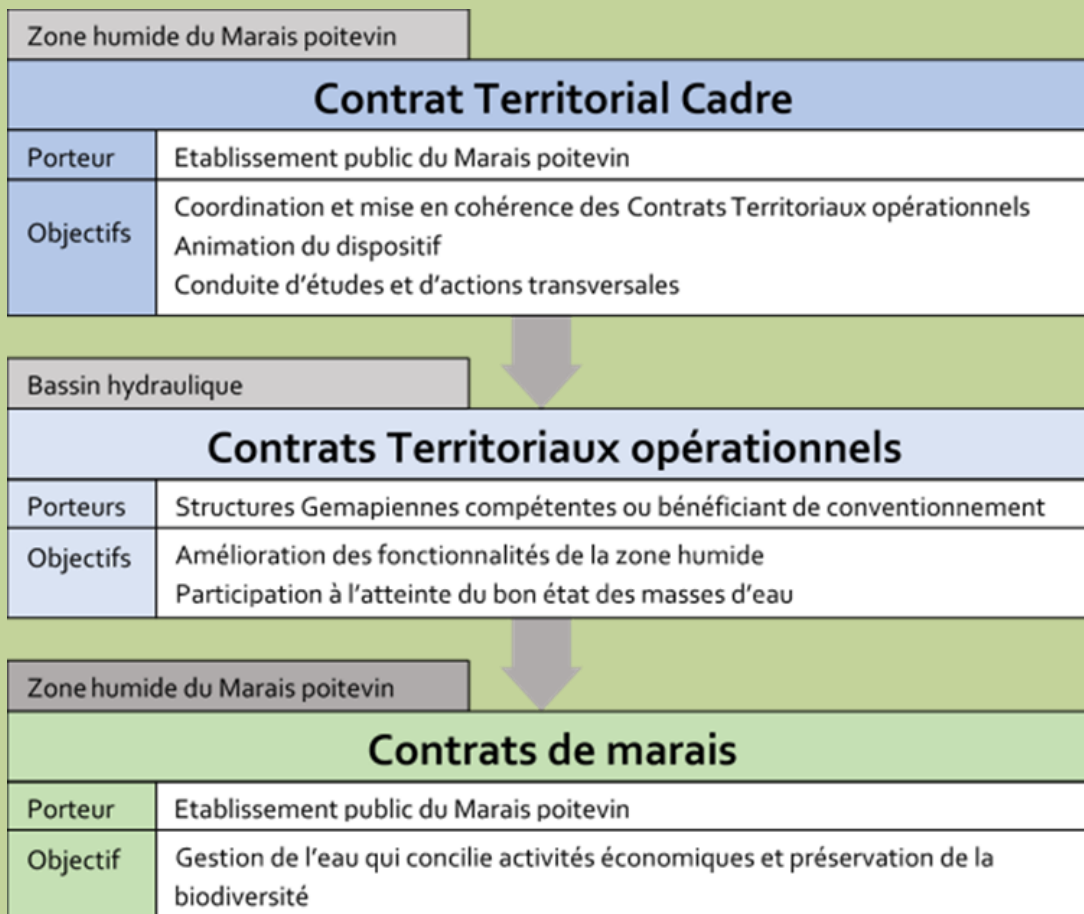 Zone humide du Marais poitevin
Contrat Territorial Cadre
Porteur
Etablissement public du Marais poitevin
Objectifs
Coordination et mise en cohérence des Contrats Territoriaux opérationnels
Animation du dispositif
Conduite d'études et d'actions transversales
Bassin hydraulique
Contrats Territoriaux opérationnels
Porteurs
Structures Gemapiennes compétentes ou bénéficiant de conventionnement
Objectifs
Amélioration des fonctionnalités de la zone humide
Participation à l'atteinte du bon état des masses d'eau
Zone humide du Marais poitevin
Contrats de marais
Porteur
Etablissement public du Marais poitevin
Objectif
Gestion de l'eau qui concilie activités économiques et préservation de la
biodiversité